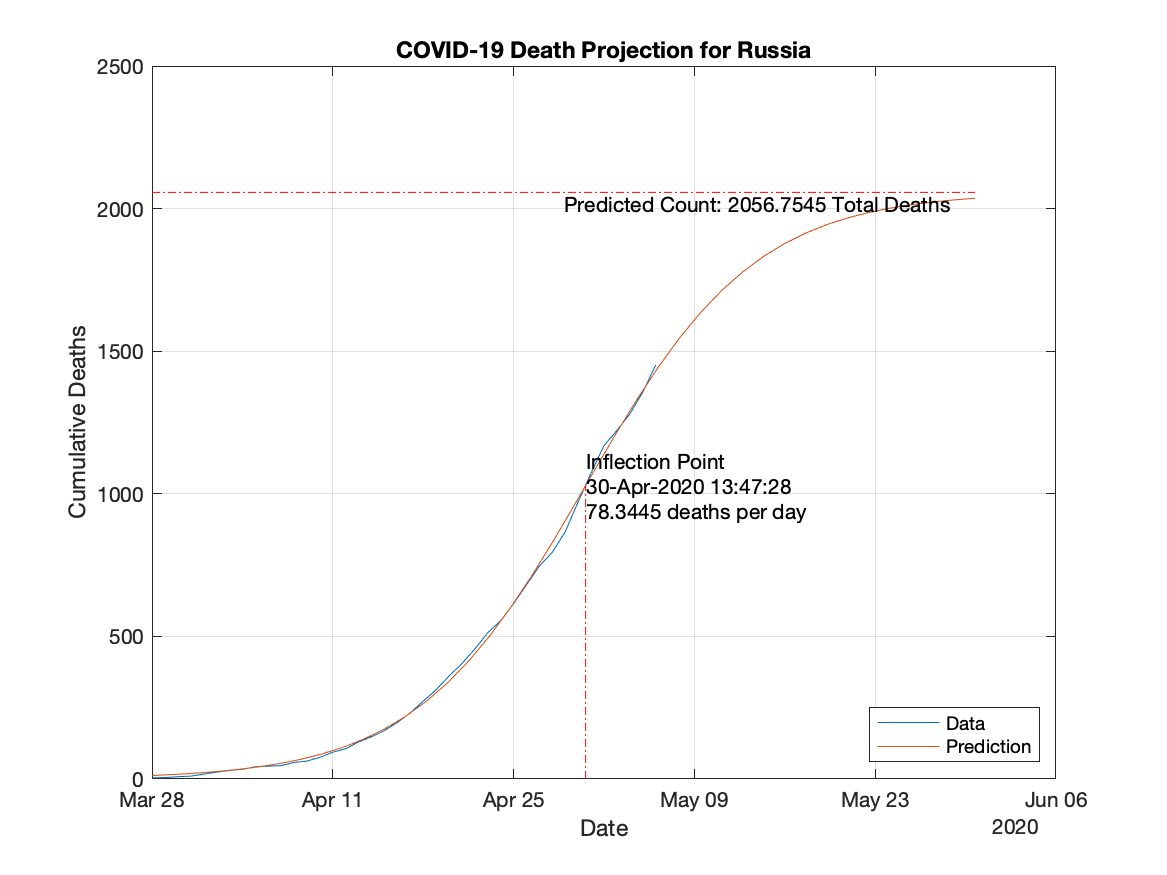 COVID-19 Death Projection for Russia
2500
2000
1500
1000
500
0
Cumulative Deaths
Predicted Count: 2056.7545 Total Deaths
Inflection Point
30-Apr-2020 13:47:28
78.3445 deaths per day
Data
Prediction
Mar 28
Apr 11
Apr 25
May 09
May 23
Jun 06
Date
2020